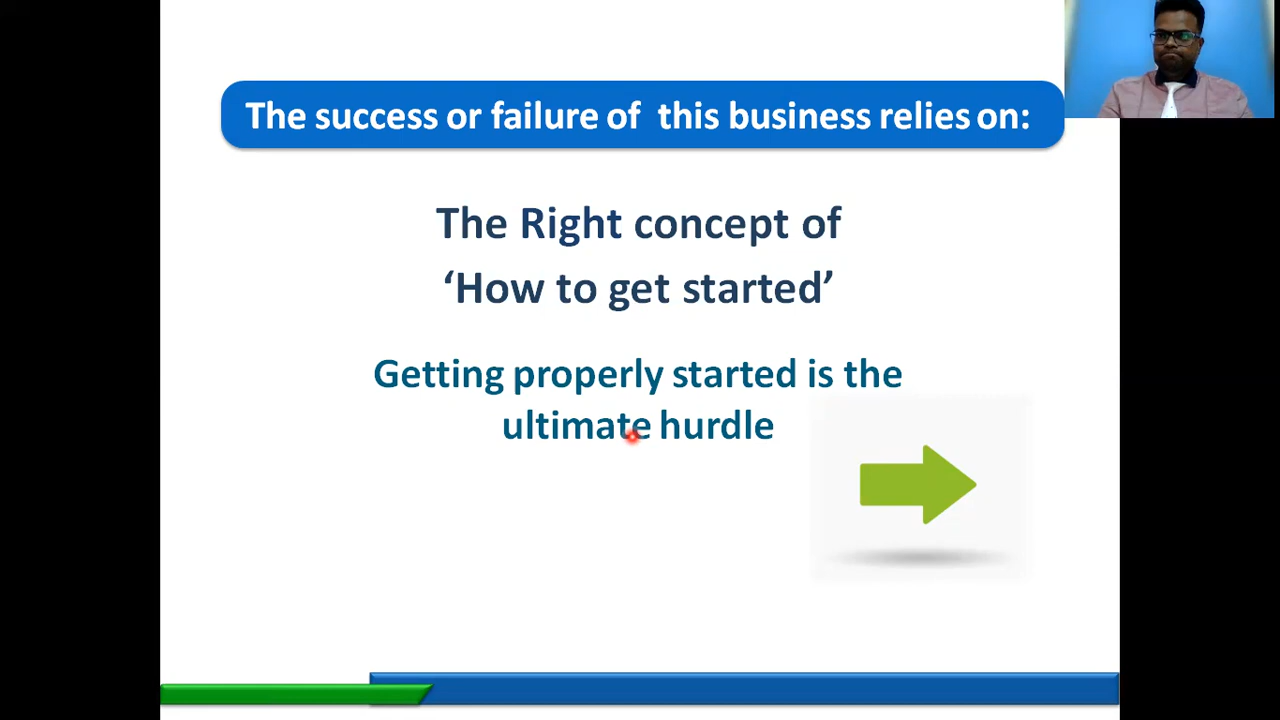 The success or failure of  this business relies on:
The Right concept of
‘How to get started’
Getting properly started is the
ultimate hurdle